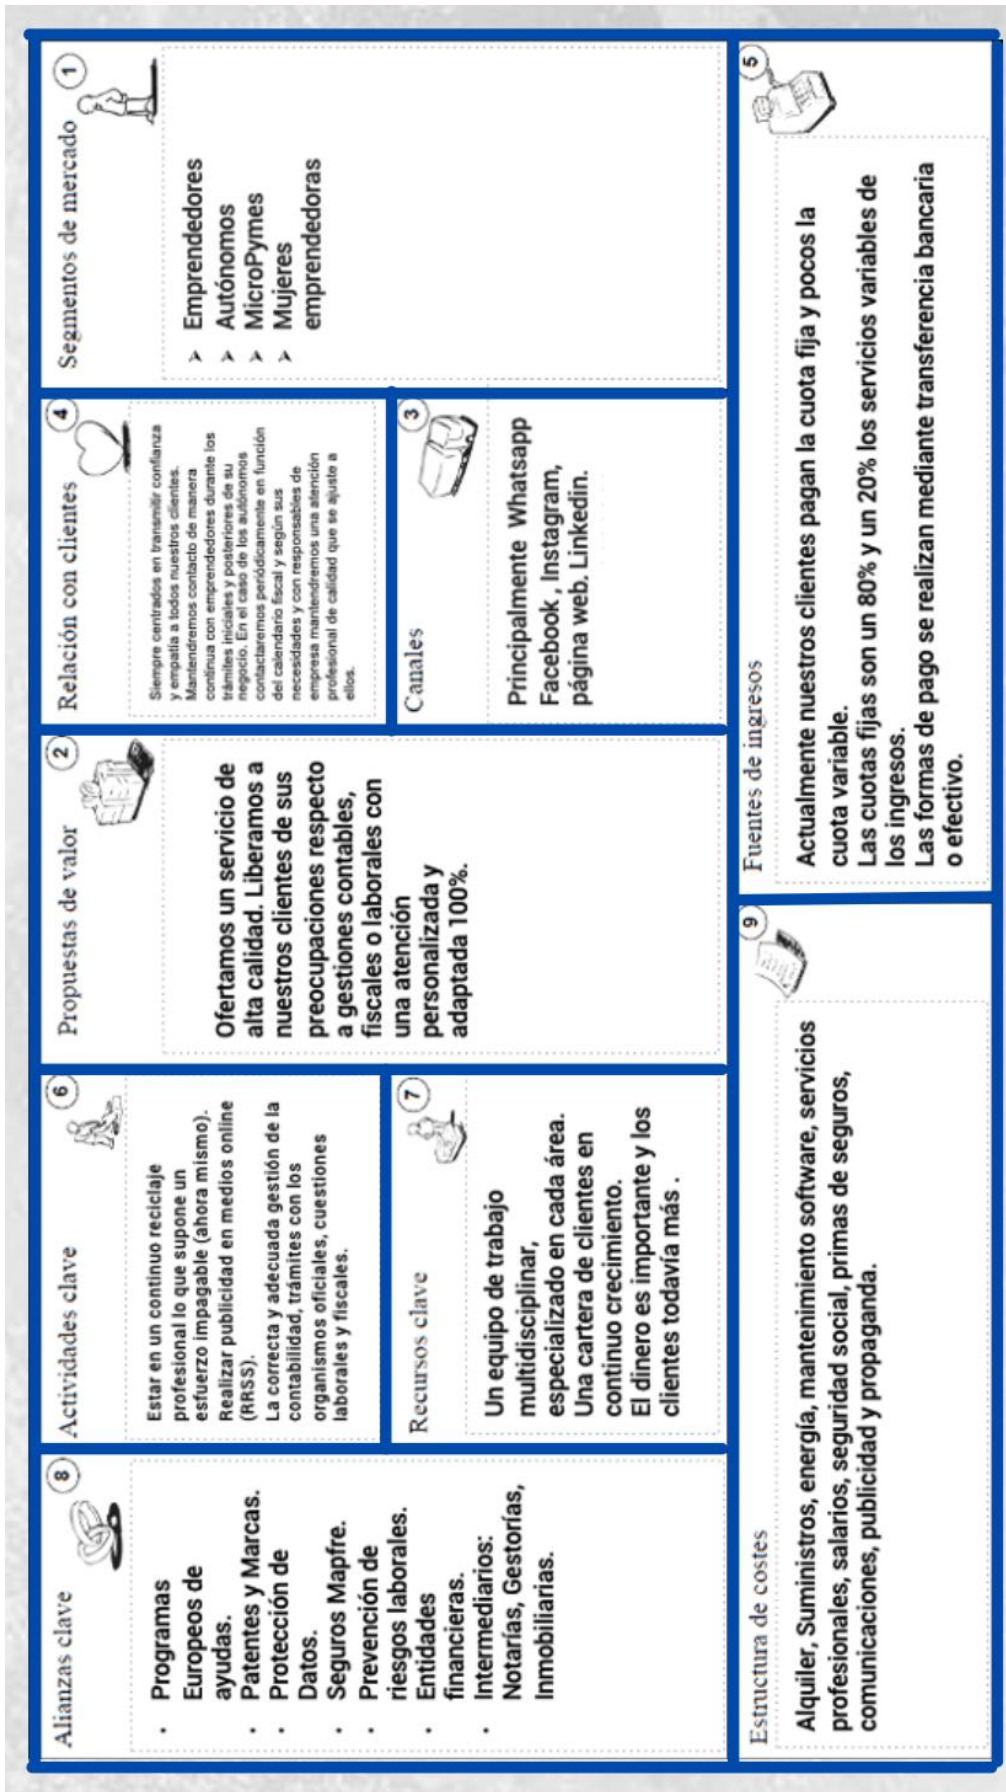 Alianzas clave
8
• Programas
Europeos de
ayudas.
• Patentes y Marcas.
• Protección de
Datos.
• Seguros Mapfre.
• Prevención de
riesgos laborales.
• Entidades
financieras.
• Intermediarios:
Notarías, Gestorías,
Inmobiliarias.
Actividades clave
6
Estar en un continuo reciclaje
profesional lo que supone un
esfuerzo impagable (ahora mismo).
Realizar publicidad en medios online
(RRSS).
La correcta y adecuada gestión de la
contabilidad, trámites con los
organismos oficiales, cuestiones
laborales y fiscales.
Recursos clave
7
Un equipo de trabajo
multidisciplinar,
especializado en cada área.
Una cartera de clientes en
continuo crecimiento.
El dinero es importante y los
clientes todavía más .
Propuestas de valor
2
Ofertamos un servicio de
alta calidad. Liberamos a
nuestros clientes de sus
preocupaciones respecto
a gestiones contables,
fiscales o laborales con
una atención
personalizada y
adaptada 100%.
Relación con clientes
4
Siempre centrados en transmitir confianza
y empatía a todos nuestros clientes.
Mantendremos contacto de manera
continua con emprendedores durante los
trámites iniciales y posteriores de su
negocio. En el caso de los autónomos
contactaremos periódicamente en función
del calendario fiscal y según sus
necesidades y con responsables de
empresa mantendremos una atención
profesional de calidad que se ajuste a
ellos.
Canales
3
Principalmente Whatsapp
Facebook , Instagram,
página web. Linkedin.
Segmentos de mercado
1
➤ Emprendedores
➤ Autónomos
➤ MicroPymes
➤ Mujeres
emprendedoras
Estructura de costes
9
Alquiler, Suministros, energía, mantenimiento software, servicios
profesionales, salarios, seguridad social, primas de seguros,
comunicaciones, publicidad y propaganda.
Fuentes de ingresos
5
Actualmente nuestros clientes pagan la cuota fija y pocos la
cuota variable.
Las cuotas fijas son un 80% y un 20% los servicios variables de
los ingresos.
Las formas de pago se realizan mediante transferencia bancaria
o efectivo.